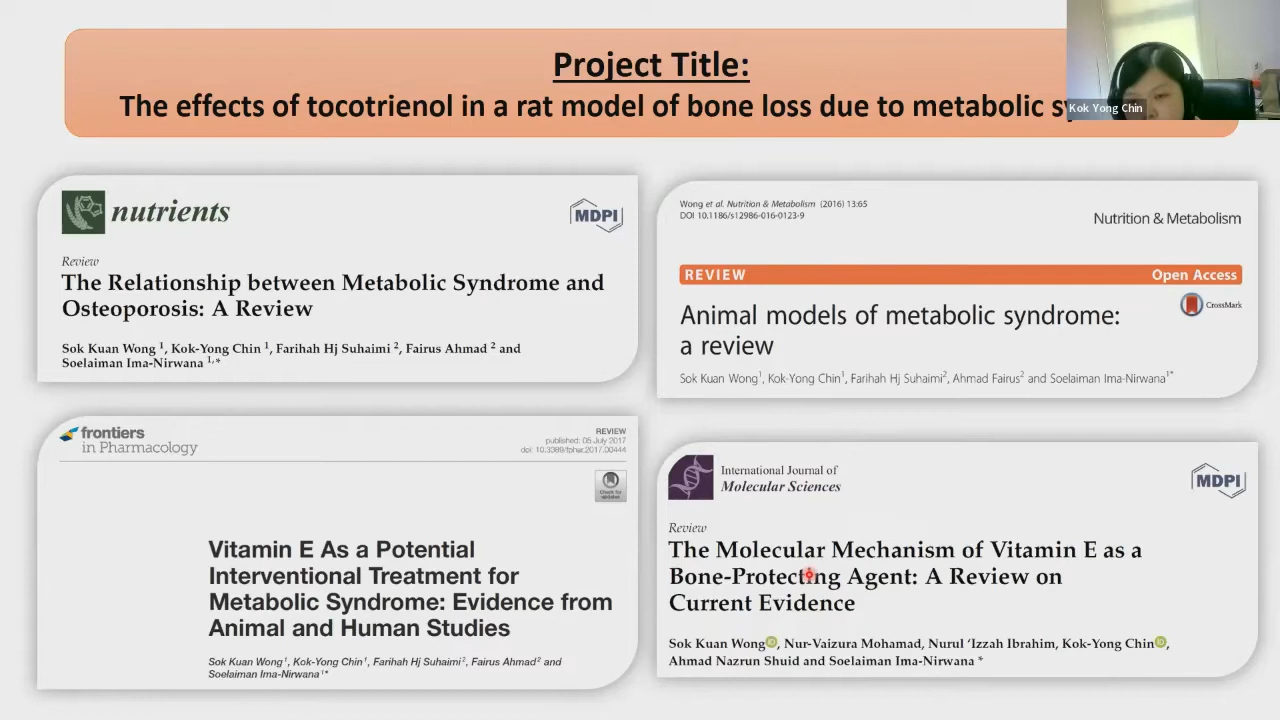 Project Title:
The effects of tocotrienol in a rat model of bone loss due to metabolic
Kok Yong Chin
nutrients
MDPI
Review
The Relationship between Metabolic Syndrome and
Osteoporosis: A Review
Sok Kuan Wong 1, Kok-Yong Chin 1, Farihah Hj Suhaimi 2, Fairus Ahmad 2 and
Soelaiman Ima-Nirwana 1,*
Wong et al. Nutrition & Metabolism (2016) 13:65
DOI 10.1186/s12986-016-0123-9
Nutrition & Metabolism
REVIEW
Open Access
CrossMark
Animal models of metabolic syndrome:
a review
Sok Kuan Wong1, Kok-Yong Chin1, Farihah Hj Suhaimi2, Ahmad Fairus2 and Soelaiman Ima-Nirwana1*
frontiers
in Pharmacology
REVIEW
published: 05 July 2017
doi: 10.3389/fphar.2017.00444
Check for
updates
Vitamin E As a Potential
Interventional Treatment for
Metabolic Syndrome: Evidence from
Animal and Human Studies
Sok Kuan Wong1, Kok-Yong Chin1, Farihah Hj Suhaimi2, Fairus Ahmad2 and
Soelaiman Ima-Nirwana1*
International Journal of
Molecular Sciences
MDPI
Review
The Molecular Mechanism of Vitamin E as a
Bone-Protecting Agent: A Review on
Current Evidence
Sok Kuan Wong, Nur-Vaizura Mohamad, Nurul ‘Izzah Ibrahim, Kok-Yong Chin,
Ahmad Nazrun Shuid and Soelaiman Ima-Nirwana *